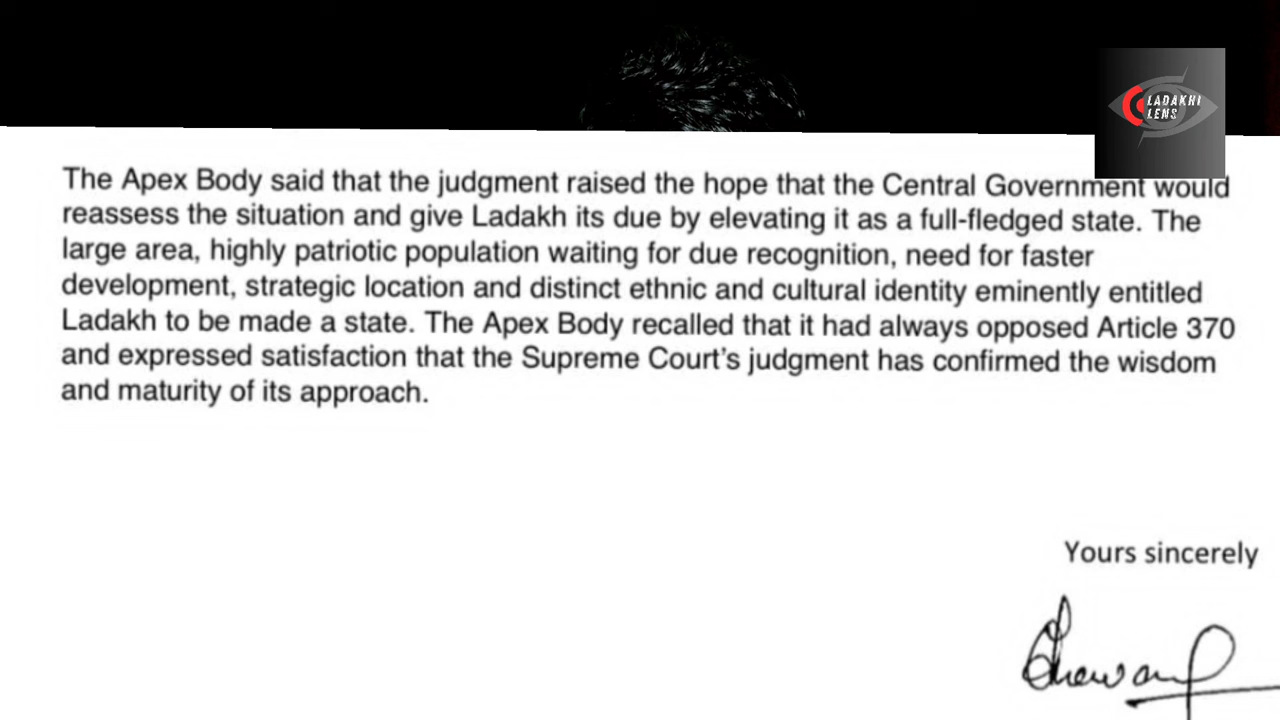 LADAKHI
LENS
The Apex Body said that the judgment raised the hope that the Central Government would
reassess the situation and give Ladakh its due by elevating it as a full-fledged state. The
large area, highly patriotic population waiting for due recognition, need for faster
development, strategic location and distinct ethnic and cultural identity eminently entitled
Ladakh to be made a state. The Apex Body recalled that it had always opposed Article 370
and expressed satisfaction that the Supreme Court's judgment has confirmed the wisdom
and maturity of its approach.
Yours sincerely